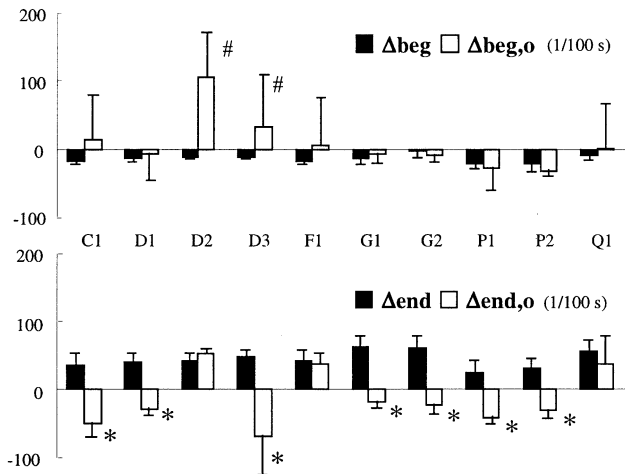 200
■ Δbeg □ Δbeg,o (1/100 s)
#
#
100
0
-100
C1 D1 D2 D3 F1 G1 G2 P1 P2 Q1
200
■ Δend □ Δend,o (1/100 s)
100
0
* * * * * * *
-100